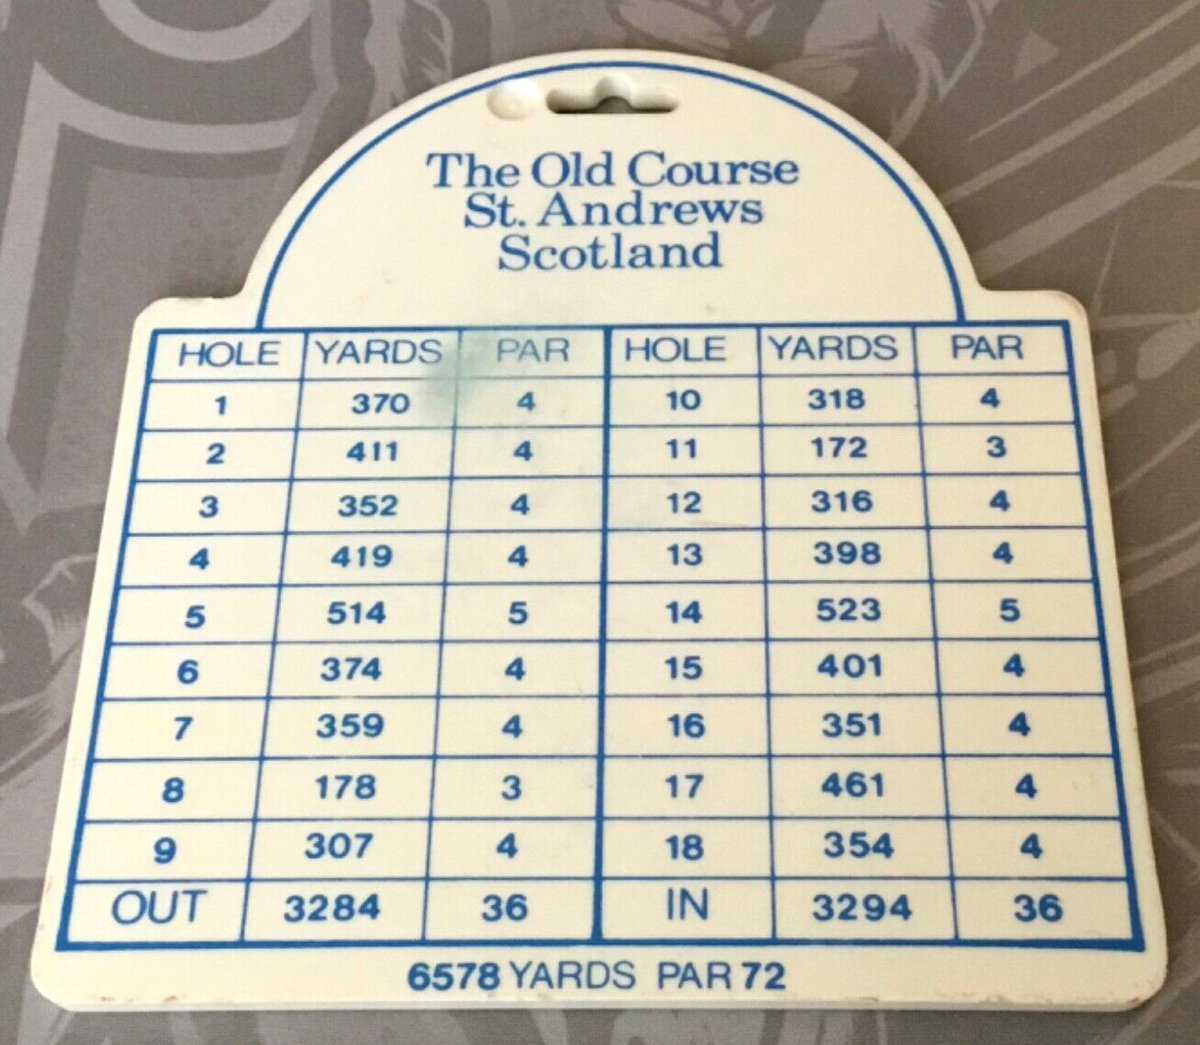 The Old Course
St. Andrews
Scotland
HOLE YARDS PAR HOLE YARDS PAR
1 370 4 10 318 4
2 411 4 11 172 3
3 352 4 12 316 4
4 419 4 13 398 4
5 514 5 14 523 5
6 374 4 15 401 4
7 359 4 16 351 4
8 178 3 17 461 4
9 307 4 18 354 4
OUT 3284 36 IN 3294 36
6578 YARDS PAR 72